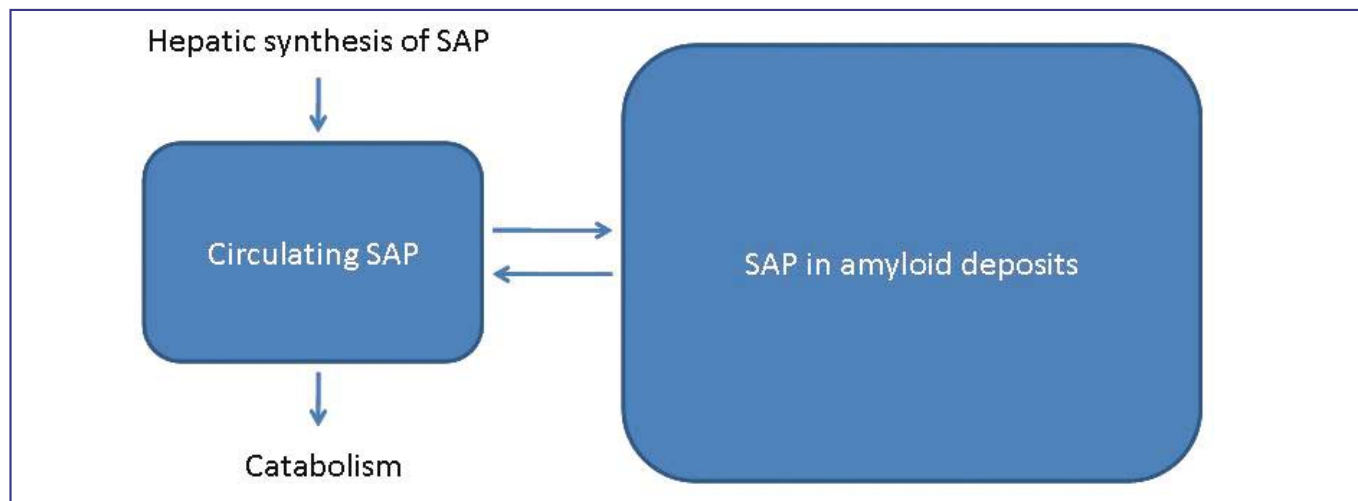 Hepatic synthesis of SAP
Circulating SAP
SAP in amyloid deposits
Catabolism